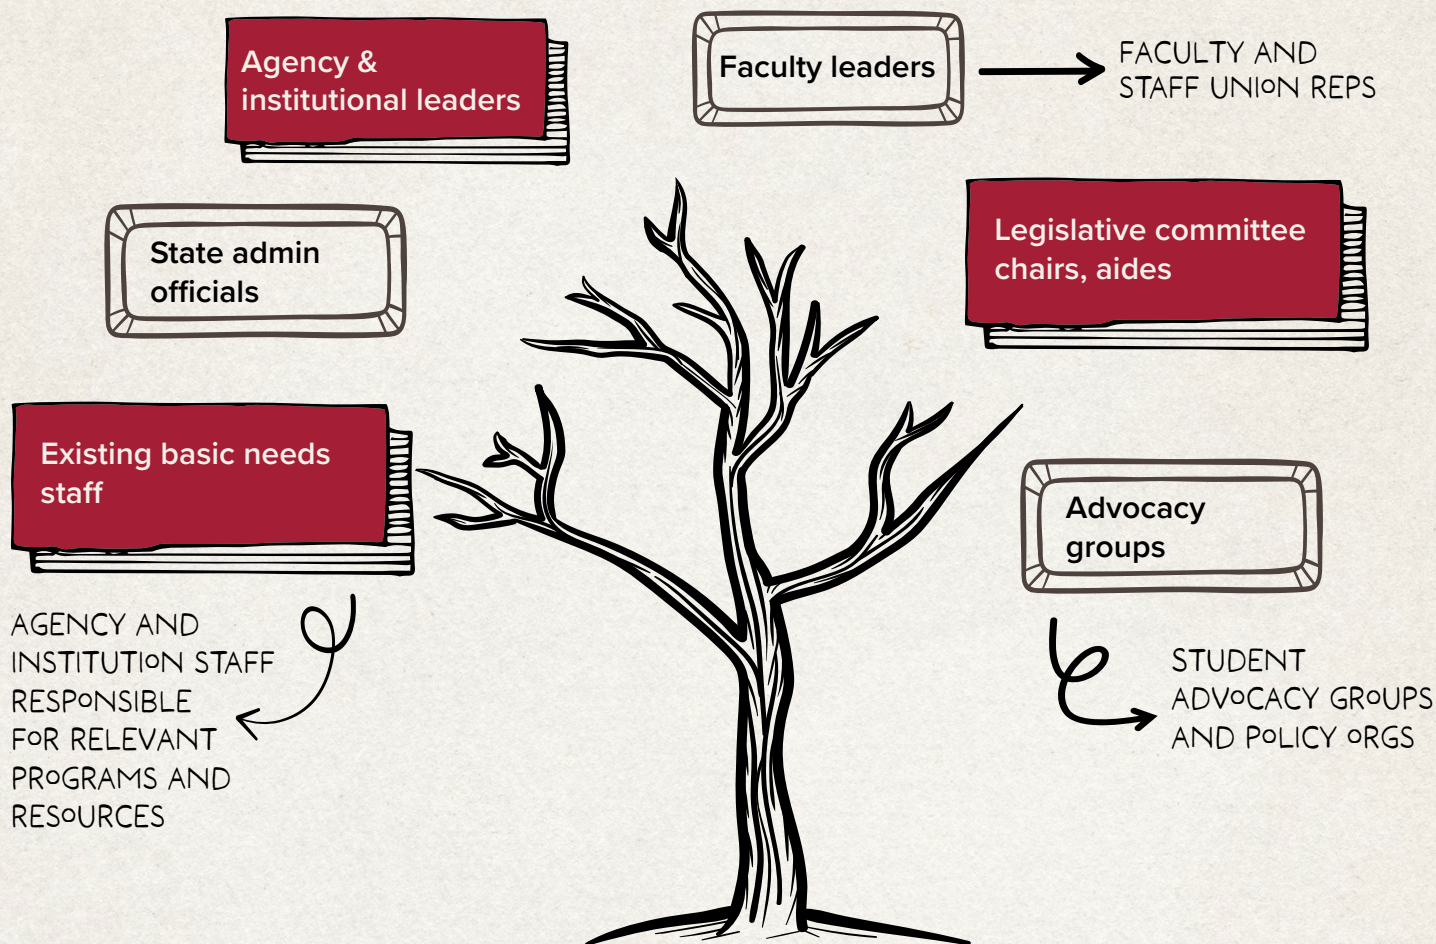 Agency &
institutional leaders
Faculty leaders
FACULTY AND
STAFF UNION REPS
State admin
officials
Legislative committee
chairs, aides
Existing basic needs
staff
AGENCY AND
INSTITUTION STAFF
RESPONSIBLE
FOR RELEVANT
PROGRAMS AND
RESOURCES
Advocacy
groups
STUDENT
ADVOCACY GROUPS
AND POLICY ORGS